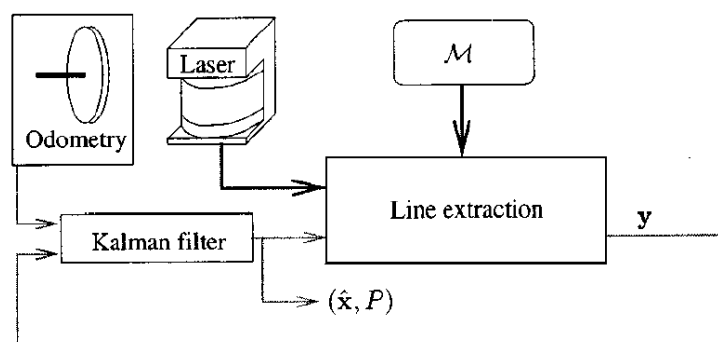 Laser
ℳ
Odometry
Line extraction
y
Kalman filter
(x̂, P)